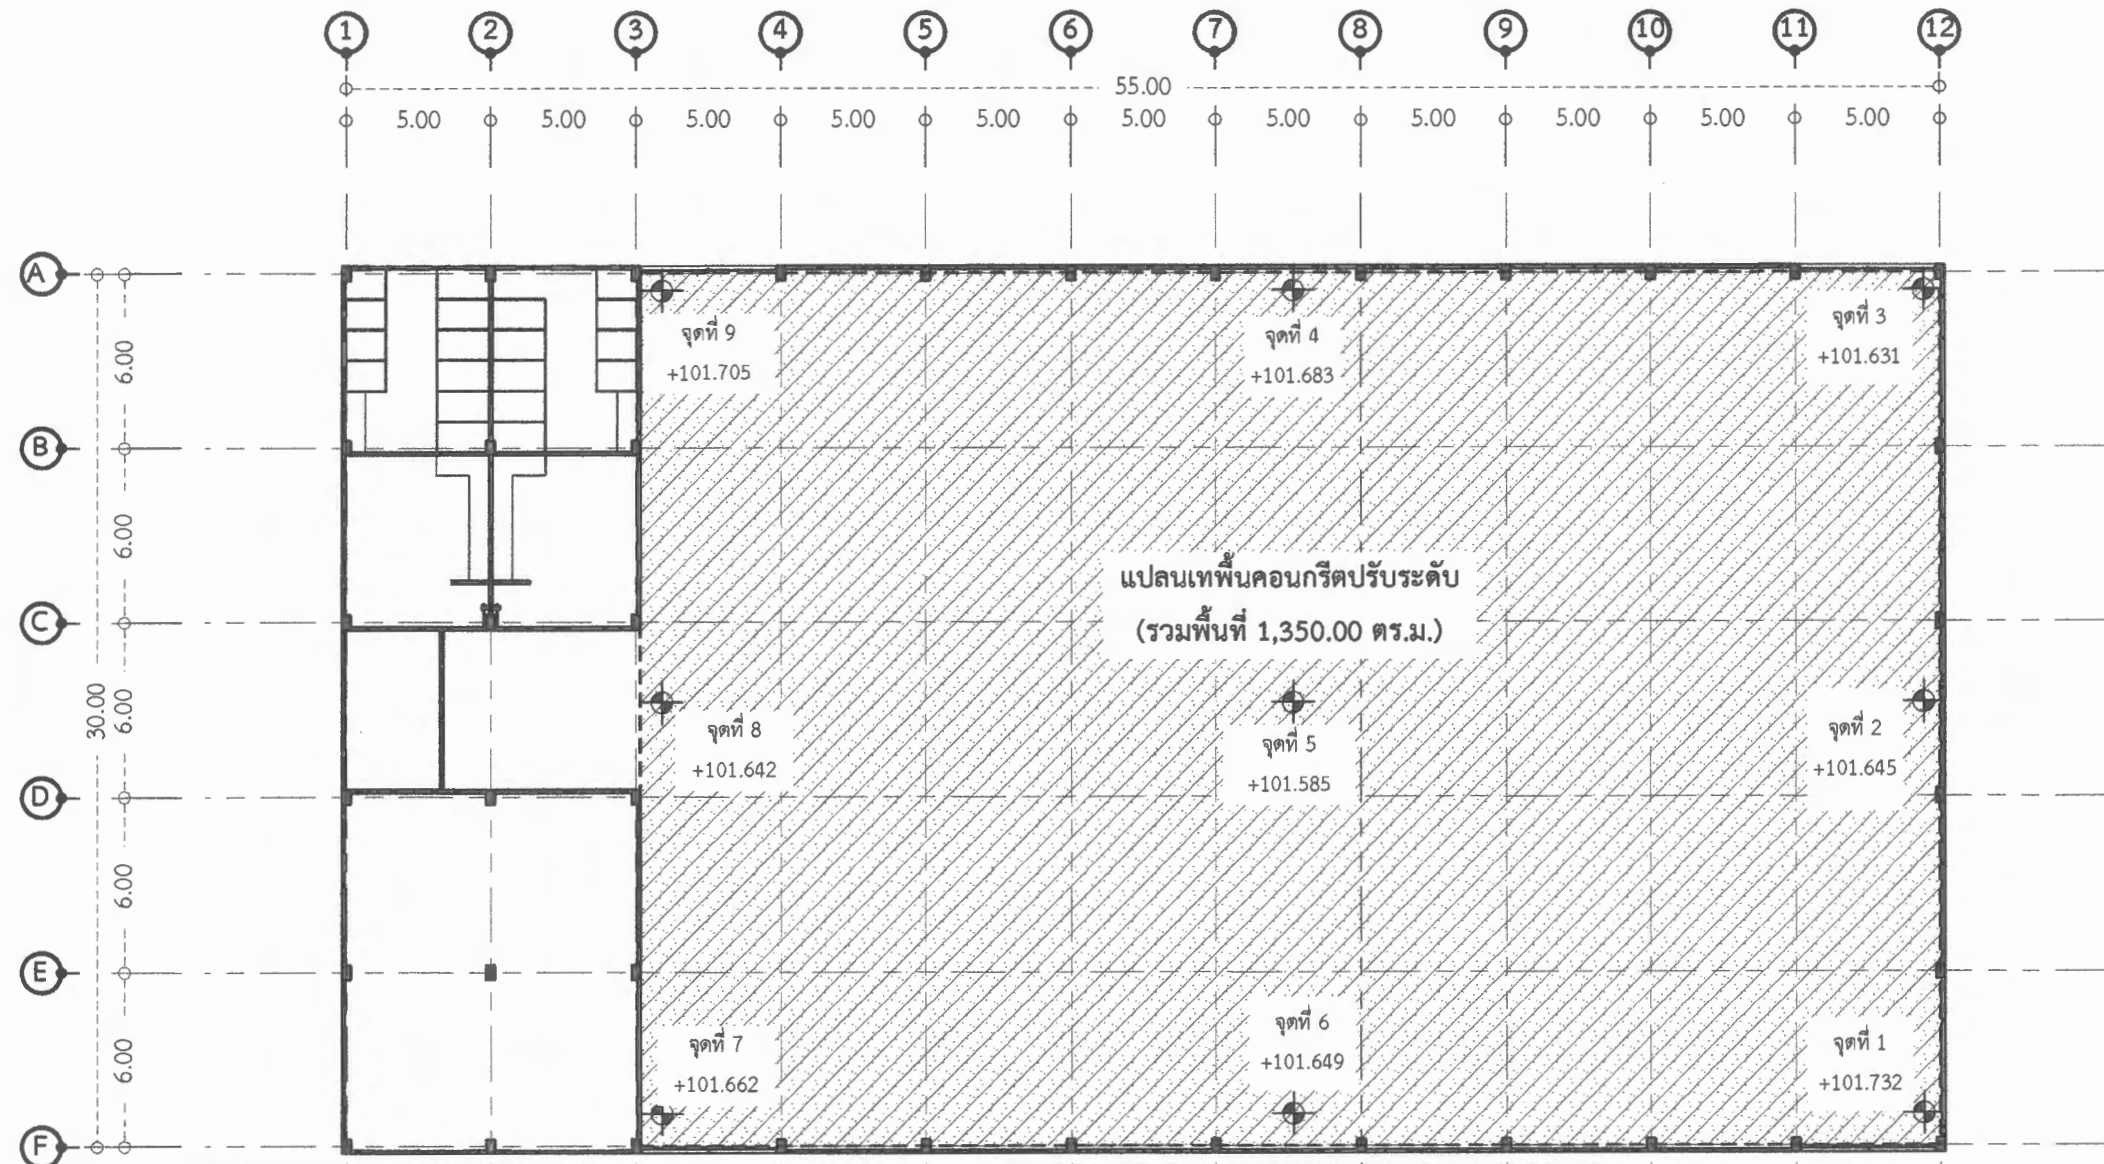 1 2 3 4 5 6 7 8 9 10 11 12
55.00
5.00 5.00 5.00 5.00 5.00 5.00 5.00 5.00 5.00 5.00 5.00
A
B
C
D
E
F
30.00
6.00
6.00
6.00
6.00
6.00
จุดที่ 9
+101.705
จุดที่ 4
+101.683
จุดที่ 3
+101.631
แปลนเทพื้นคอนกรีตปรับระดับ
(รวมพื้นที่ 1,350.00 ตร.ม.)
จุดที่ 8
+101.642
จุดที่ 5
+101.585
จุดที่ 2
+101.645
จุดที่ 7
+101.662
จุดที่ 6
+101.649
จุดที่ 1
+101.732